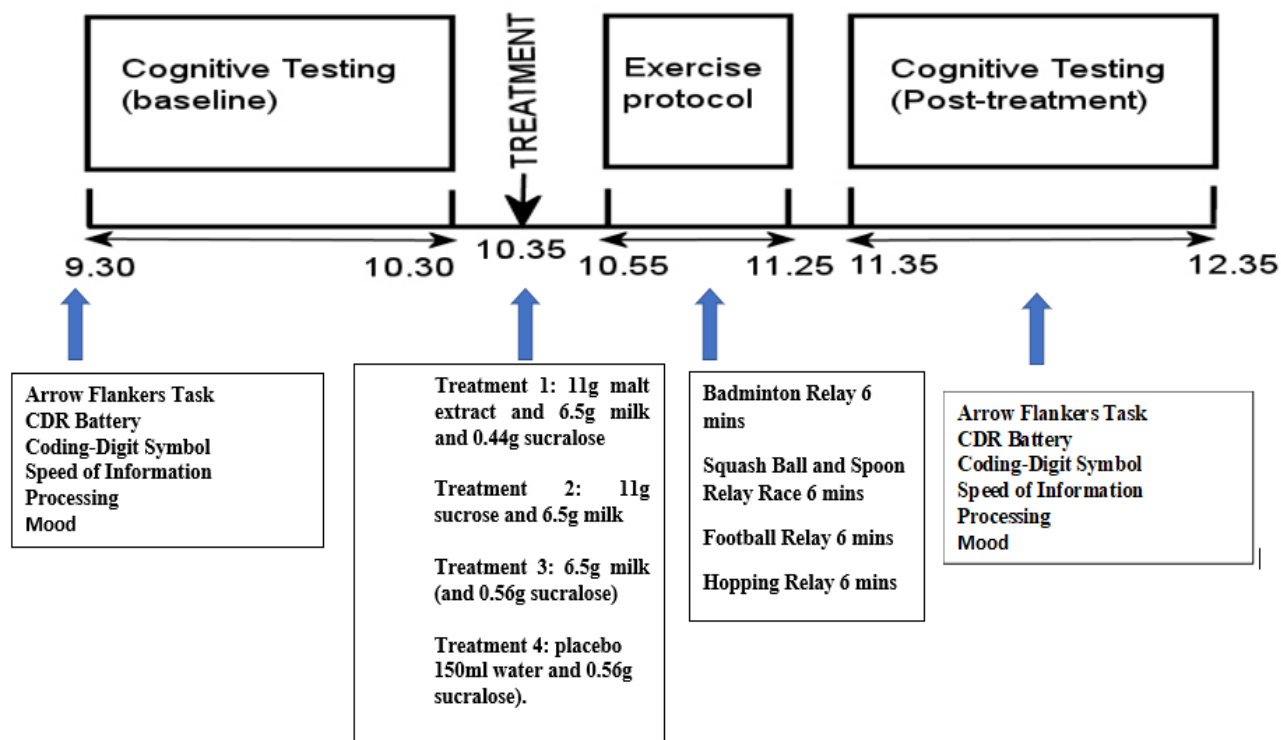 Cognitive Testing
(baseline)
TREATMENT
Exercise
protocol
Cognitive Testing
(Post-treatment)
9.30
10.30
10.35
10.55
11.25
11.35
12.35
Arrow Flankers Task
CDR Battery
Coding-Digit Symbol
Speed of Information
Processing
Mood
Treatment 1: 11g malt
extract and 6.5g milk
and 0.44g sucralose
Treatment 2: 11g
sucrose and 6.5g milk
Treatment 3: 6.5g milk
(and 0.56g sucralose)
Treatment 4: placebo
150ml water and 0.56g
sucralose).
Badminton Relay 6
mins
Squash Ball and Spoon
Relay Race 6 mins
Football Relay 6 mins
Hopping Relay 6 mins
Arrow Flankers Task
CDR Battery
Coding-Digit Symbol
Speed of Information
Processing
Mood